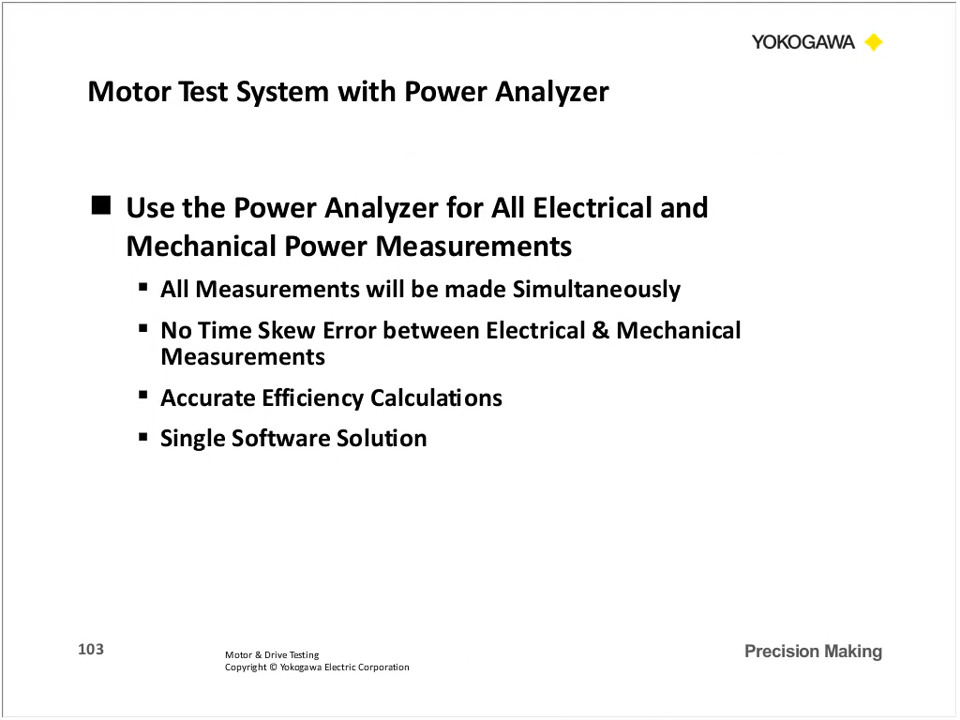 YOKOGAWA
Motor Test System with Power Analyzer
Use the Power Analyzer for All Electrical and
Mechanical Power Measurements
All Measurements will be made Simultaneously
No Time Skew Error between Electrical & Mechanical
Measurements
Accurate Efficiency Calculations
Single Software Solution
103
Motor & Drive Testing
Copyright © Yokogawa Electric Corporation
Precision Making